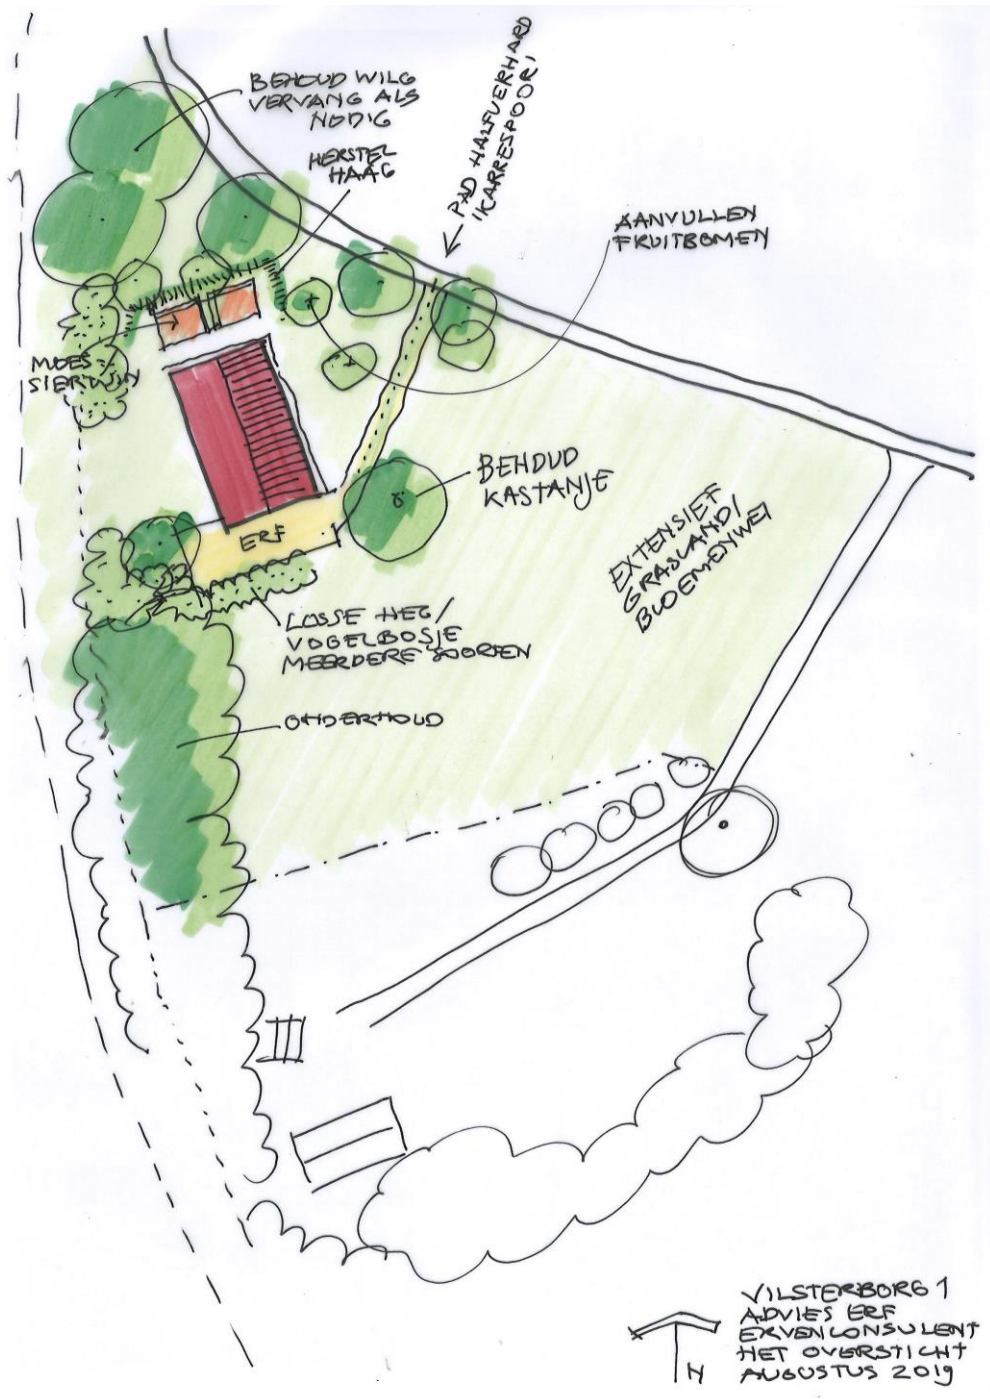 BEHOUD WILG
VERVANG ALS
NODIG
HERSTEL
HAAG
PAD HALFVERHARD
(KARRESPOOR)
AANVULLEN
FRUITBOMEN
MOES-
SIERTUIN
BEHOUD
KASTANJE
ERF
EXTENSIEF
GRASLAND/
BLOEMENWEI
LOSSE HEG/
VOGELBOSJE
MEERDERE SOORTEN
ONDERHOUD
VILSTERBORG 1
ADVIES ERF
ERVENCONSULENT
HET OVERSTICHT
AUGUSTUS 2019
N